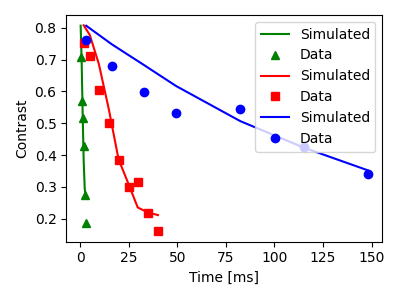 0.8
0.7
0.6
0.5
0.4
0.3
0.2
Contrast
Simulated
Data
Simulated
Data
Simulated
Data
0 25 50 75 100 125 150
Time [ms]